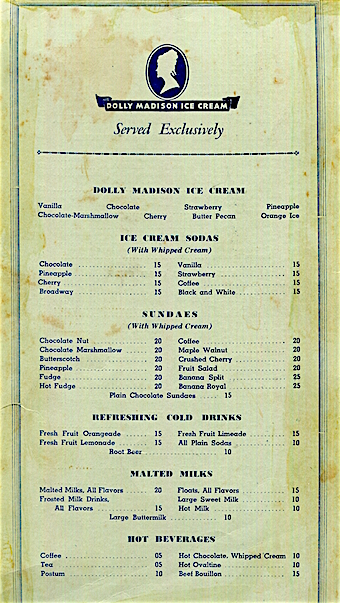 DOLLY MADISON ICE CREAM
Served Exclusively
DOLLY MADISON ICE CREAM
Vanilla Chocolate Strawberry Pineapple
Chocolate-Marshmallow Cherry Butter Pecan Orange Ice
ICE CREAM SODAS
(With Whipped Cream)
Chocolate 15 Vanilla 15
Pineapple 15 Strawberry 15
Cherry 15 Coffee 15
Broadway 15 Black and White 15
SUNDAES
(With Whipped Cream)
Chocolate Nut 20 Coffee 20
Chocolate Marshmallow 20 Maple Walnut 20
Butterscotch 20 Crushed Cherry 20
Pineapple 20 Fruit Salad 20
Fudge 20 Banana Split 25
Hot Fudge 20 Banana Royal 25
Plain Chocolate Sundaes 15
REFRESHING COLD DRINKS
Fresh Fruit Orangeade 15 Fresh Fruit Limeade 15
Fresh Fruit Lemonade 15 All Plain Sodas 10
Root Beer 10
MALTED MILKS
Malted Milks, All Flavors 20 Floats, All Flavors 15
Frosted Milk Drinks, Large Sweet Milk 10
All Flavors 15 Hot Milk 10
Large Buttermilk 10
HOT BEVERAGES
Coffee 05 Hot Chocolate, Whipped Cream 10
Tea 05 Hot Ovaltine 10
Postum 10 Beef Bouillon 15